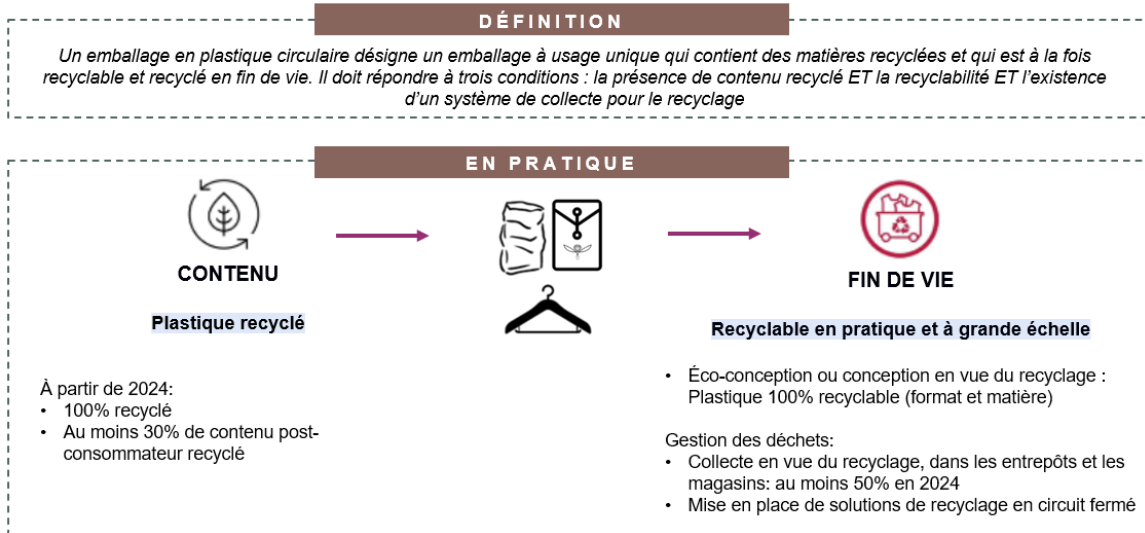 DÉFINITION
Un emballage en plastique circulaire désigne un emballage à usage unique qui contient des matières recyclées et qui est à la fois
recyclable et recyclé en fin de vie. Il doit répondre à trois conditions : la présence de contenu recyclé ET la recyclabilité ET l'existence
d'un système de collecte pour le recyclage
EN PRATIQUE
CONTENU
Plastique recyclé
À partir de 2024:
• 100% recyclé
• Au moins 30% de contenu post-
consommateur recyclé
FIN DE VIE
Recyclable en pratique et à grande échelle
• Éco-conception ou conception en vue du recyclage :
Plastique 100% recyclable (format et matière)
Gestion des déchets:
• Collecte en vue du recyclage, dans les entrepôts et les
magasins: au moins 50% en 2024
• Mise en place de solutions de recyclage en circuit fermé